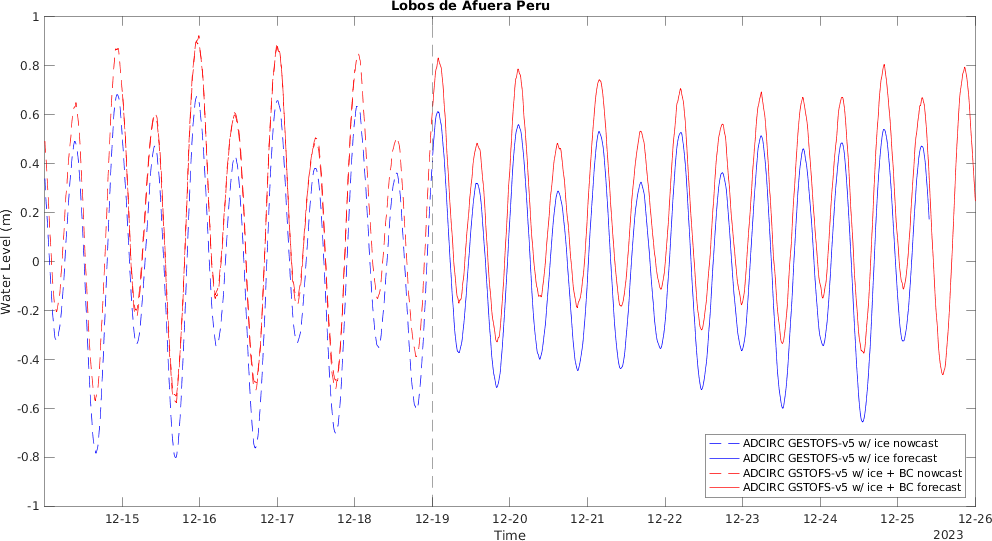 Lobos de Afuera Peru
Water Level (m)
1
0.8
0.6
0.4
0.2
0
-0.2
-0.4
-0.6
-0.8
-1
12-15 12-16 12-17 12-18 12-19 12-20 12-21 12-22 12-23 12-24 12-25 12-26
Time
2023
ADCIRC GESTOFS-v5 w/ ice nowcast
ADCIRC GESTOFS-v5 w/ ice forecast
ADCIRC GSTOFS-v5 w/ ice + BC nowcast
ADCIRC GSTOFS-v5 w/ ice + BC forecast